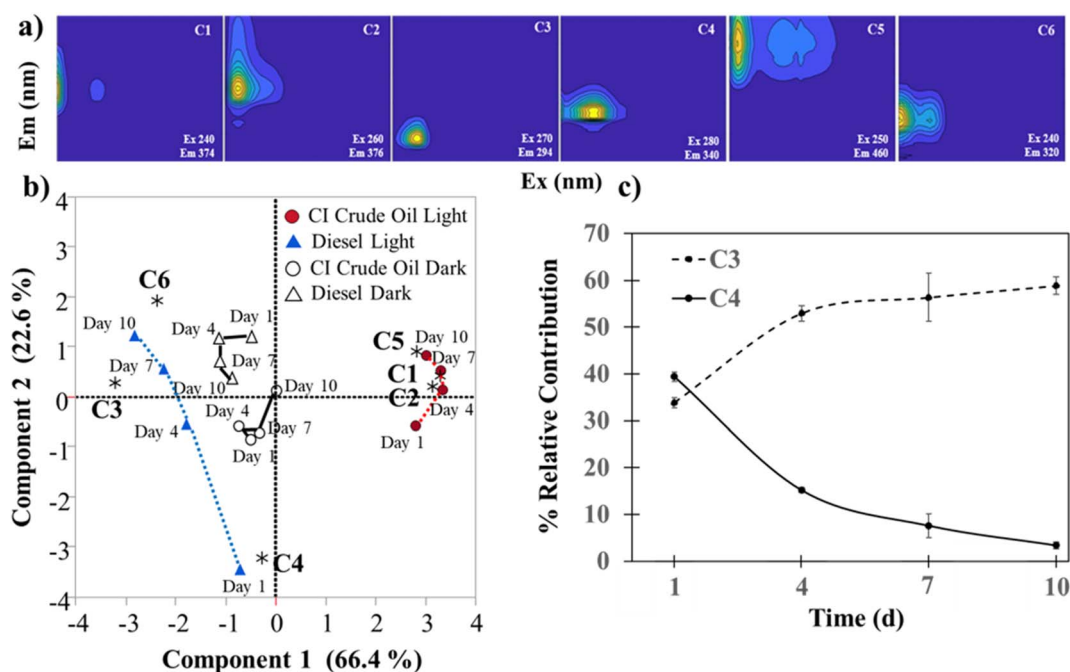 a)
C1
C2
C3
C4
C5
C6
Em (nm)
Ex 240
Em 374
Ex 260
Em 376
Ex 270
Em 294
Ex 280
Em 340
Ex 250
Em 460
Ex 240
Em 320
Ex (nm)
b)
Component 2 (22.6 %)
4
3
2
1
0
-1
-2
-3
-4
CI Crude Oil Light
Diesel Light
CI Crude Oil Dark
Diesel Dark
C6
Day 10
Day 4
Day 1
Day 7
Day 7
Day 10
C3
Day 4
Day 4
Day 10
Day 7
Day 1
C5
Day 10
Day 7
C1
C2
Day 4
Day 1
C4
Day 1
-4
-3
-2
-1
0
1
2
3
4
Component 1 (66.4 %)
c)
% Relative Contribution
70
60
50
40
30
20
10
0
C3
C4
1
4
7
10
Time (d)